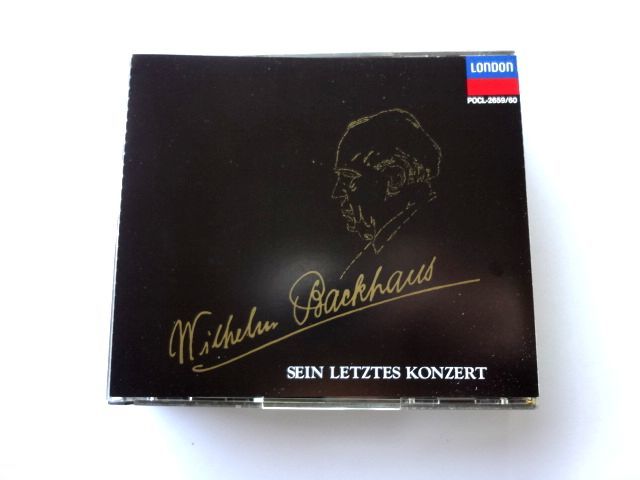 LONDON
POCL-2659/60
Wilhelm Backhaus
SEIN LETZTES KONZERT